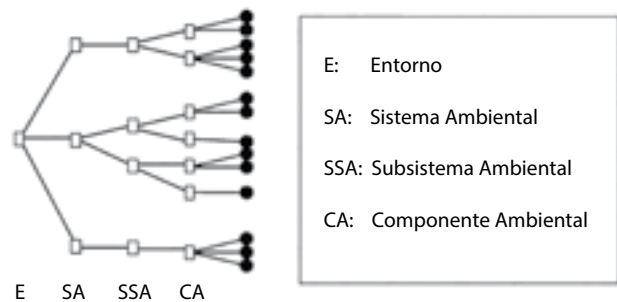 E: Entorno
SA: Sistema Ambiental
SSA: Subsistema Ambiental
CA: Componente Ambiental
E SA SSA CA